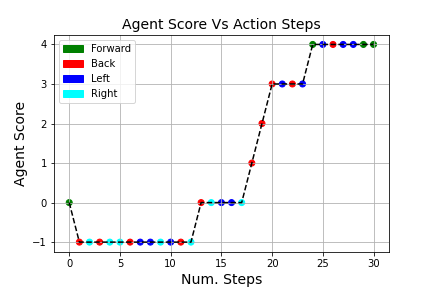 Agent Score Vs Action Steps
Forward
Back
Left
Right
4
3
2
1
0
−1
Agent Score
0 5 10 15 20 25 30
Num. Steps